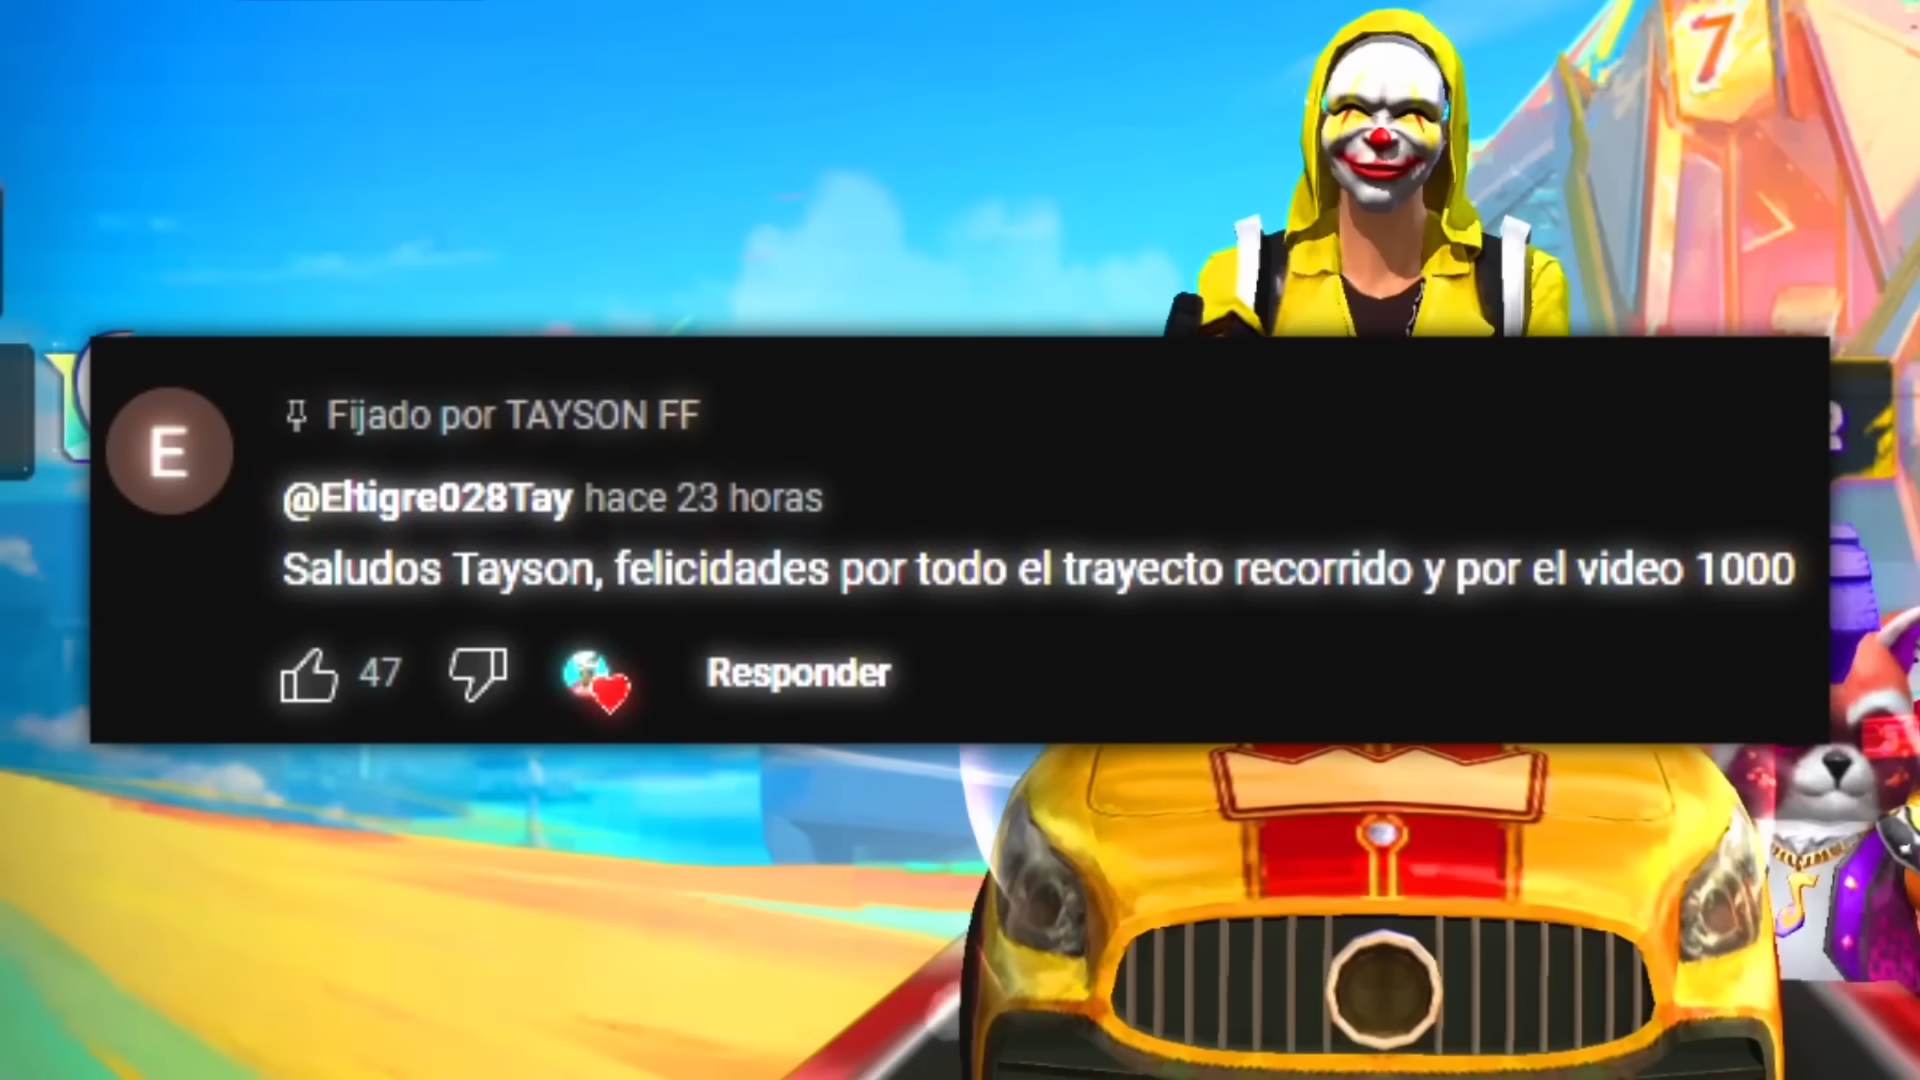 7
E
Fijado por TAYSON FF
@Eltigre028Tay hace 23 horas
Saludos Tayson, felicidades por todo el trayecto recorrido y por el video 1000
47
Responder